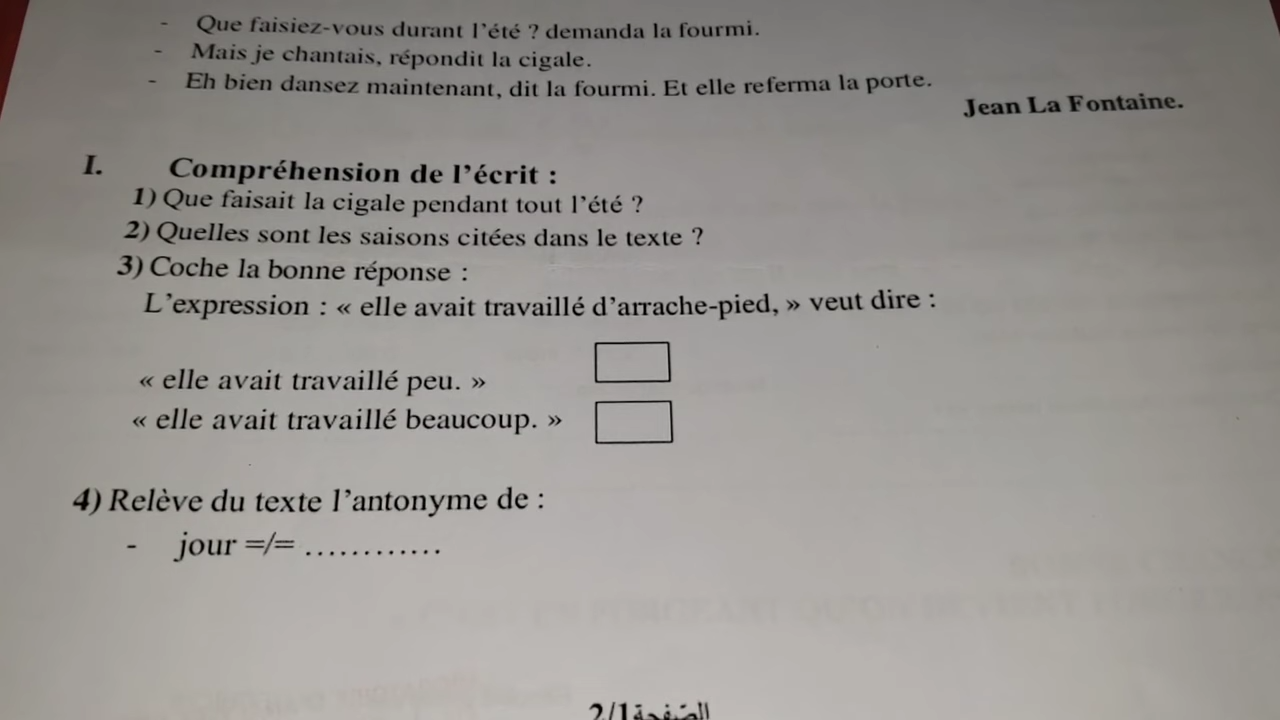 - Que faisiez-vous durant l'été ? demanda la fourmi.
- Mais je chantais, répondit la cigale.
- Eh bien dansez maintenant, dit la fourmi. Et elle referma la porte.
Jean La Fontaine.
I. Compréhension de l'écrit :
1) Que faisait la cigale pendant tout l'été ?
2) Quelles sont les saisons citées dans le texte ?
3) Coche la bonne réponse :
L'expression : « elle avait travaillé d'arrache-pied, » veut dire :
« elle avait travaillé peu. »
« elle avait travaillé beaucoup. »
4) Relève du texte l'antonyme de :
- jour =/= ............
الصّفحة 2/1